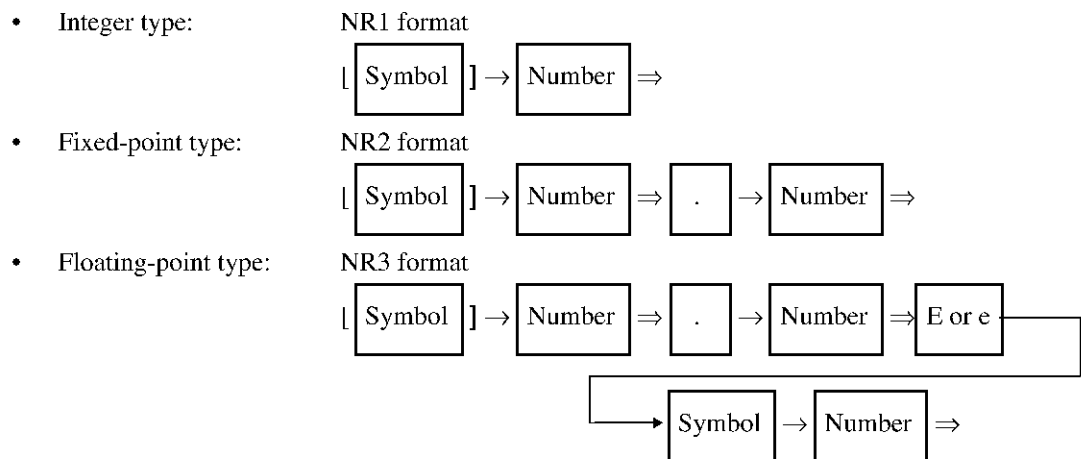 • Integer type: NR1 format
[ Symbol ] → Number ⇒
• Fixed-point type: NR2 format
[ Symbol ] → Number ⇒ . → Number ⇒
• Floating-point type: NR3 format
[ Symbol ] → Number ⇒ . → Number ⇒ E or e
Symbol → Number ⇒